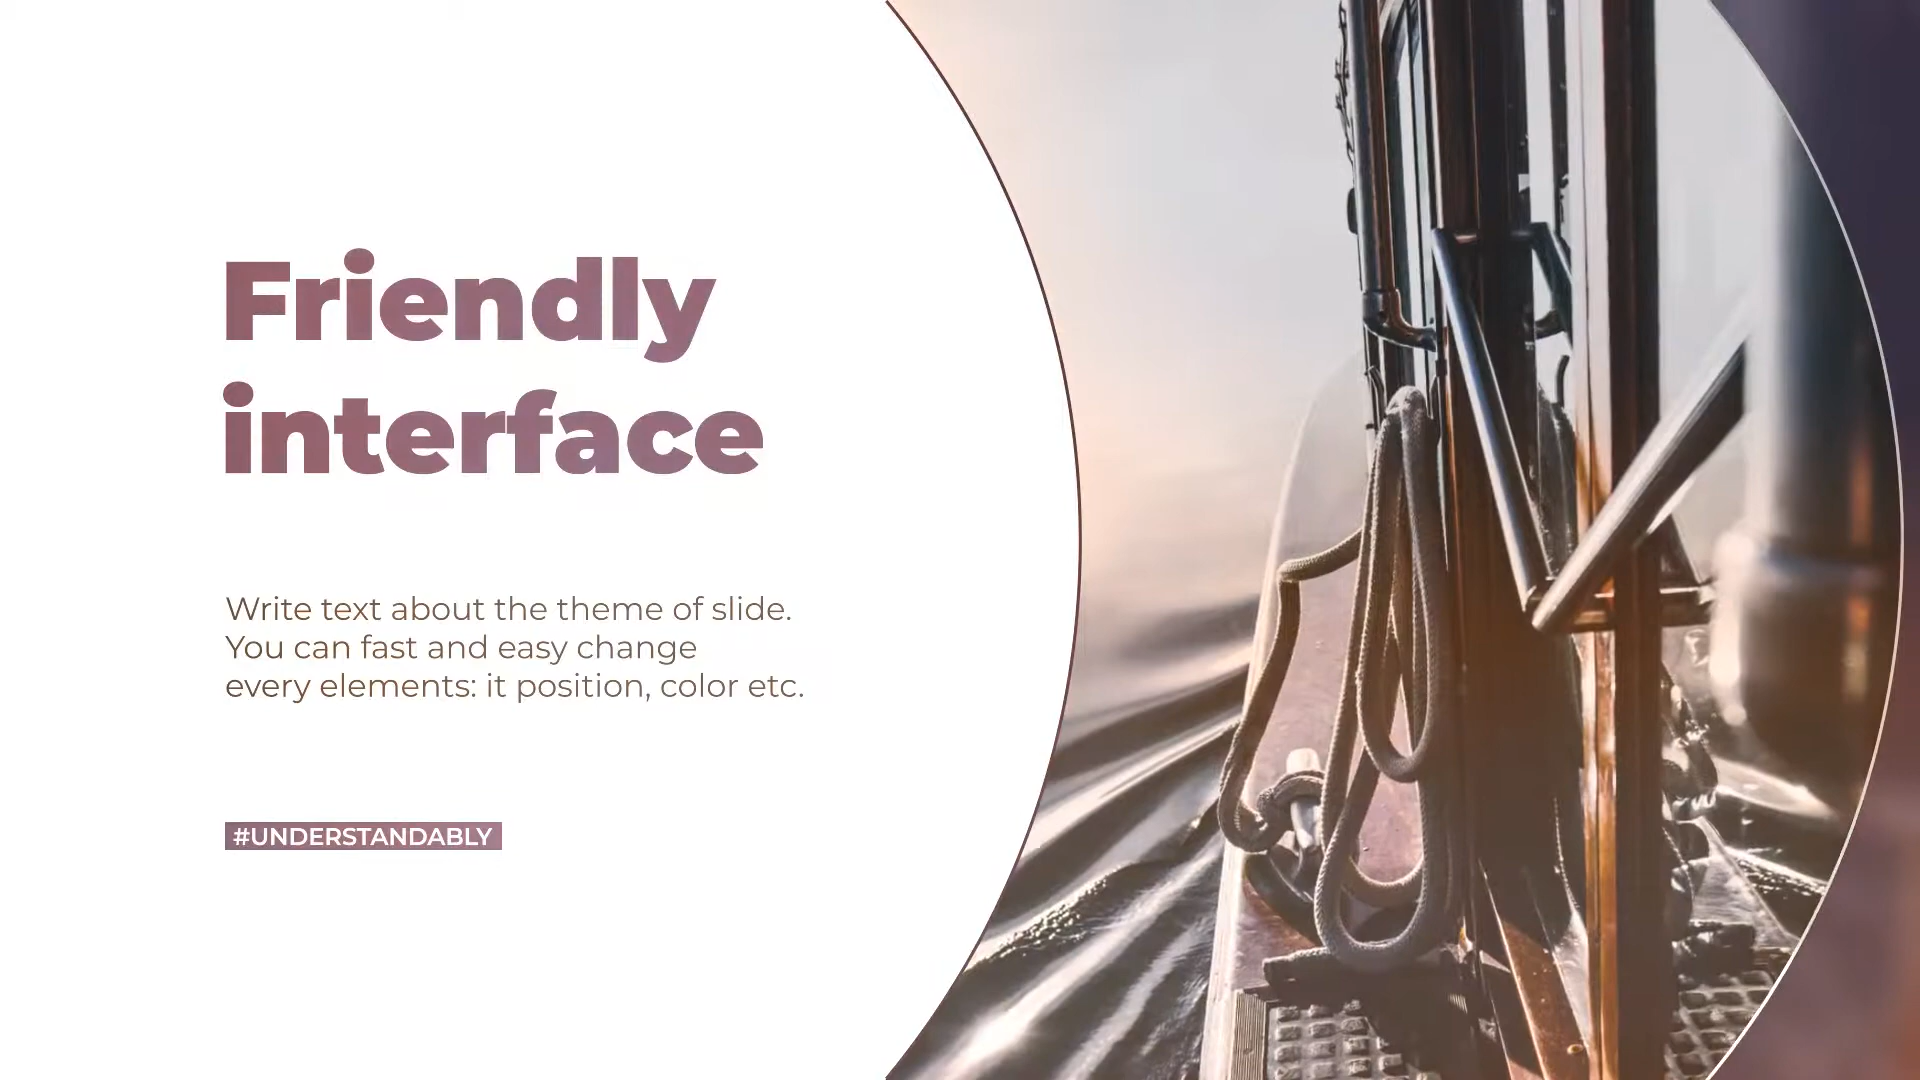 Friendly
interface
Write text about the theme of slide.
You can fast and easy change
every elements: it position, color etc.
#UNDERSTANDABLY